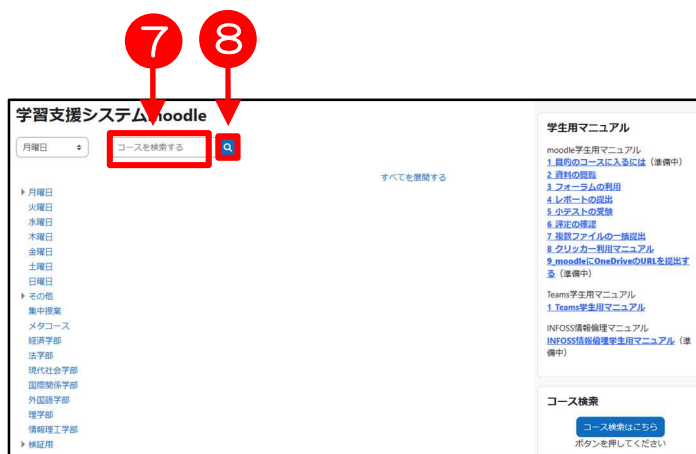 7 8
学習支援システムmoodle
月曜日
コースを検索する
すべてを展開する
月曜日
火曜日
水曜日
木曜日
金曜日
土曜日
日曜日
その他
集中授業
メタコース
経済学部
法学部
現代社会学部
国際関係学部
外国語学部
理学部
情報理工学部
検証用
学生用マニュアル
moodle学生用マニュアル
1 目的のコースに入るには（準備中）
2 資料の閲覧
3 フォーラムの利用
4 レポートの提出
5 小テストの受験
6 評定の確認
7 複数ファイルの一括提出
8 クリッカー利用マニュアル
9_moodleにOneDriveのURLを提出す
る（準備中）
Teams学生用マニュアル
1 Teams学生用マニュアル
INFOSS情報倫理マニュアル
INFOSS情報倫理学生用マニュアル（準
備中）
コース検索
コース検索はこちら
ボタンを押してください